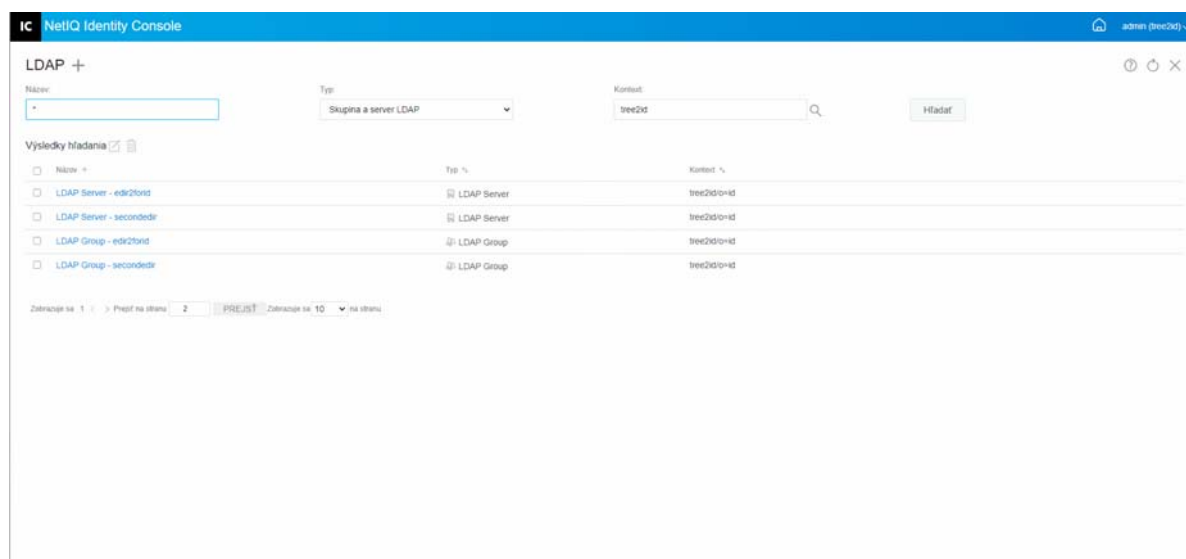 IC NetIQ Identity Console admin (tree2id)
LDAP +
Názov: Typ: Kontext:
* Skupina a server LDAP tree2id Hľadať
Výsledky hľadania
Názov Typ Kontext
LDAP Server - edir2forid LDAP Server tree2id/o=id
LDAP Server - secondedir LDAP Server tree2id/o=id
LDAP Group - edir2forid LDAP Group tree2id/o=id
LDAP Group - secondedir LDAP Group tree2id/o=id
Zobrazuje sa 1 > Prejsť na stranu 2 PREJSŤ Zobrazuje sa 10 na stranu